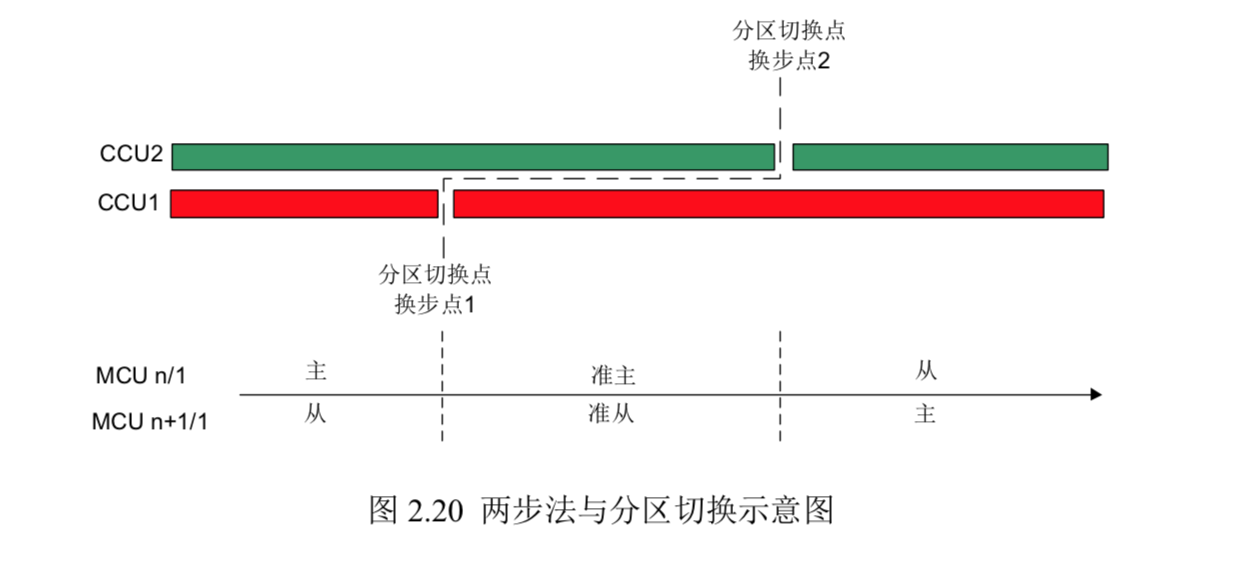 分区切换点
换步点2
CCU2
CCU1
分区切换点
换步点1
MCU n/1
主
准主
从
MCU n+1/1
从
准从
主
图 2.20 两步法与分区切换示意图